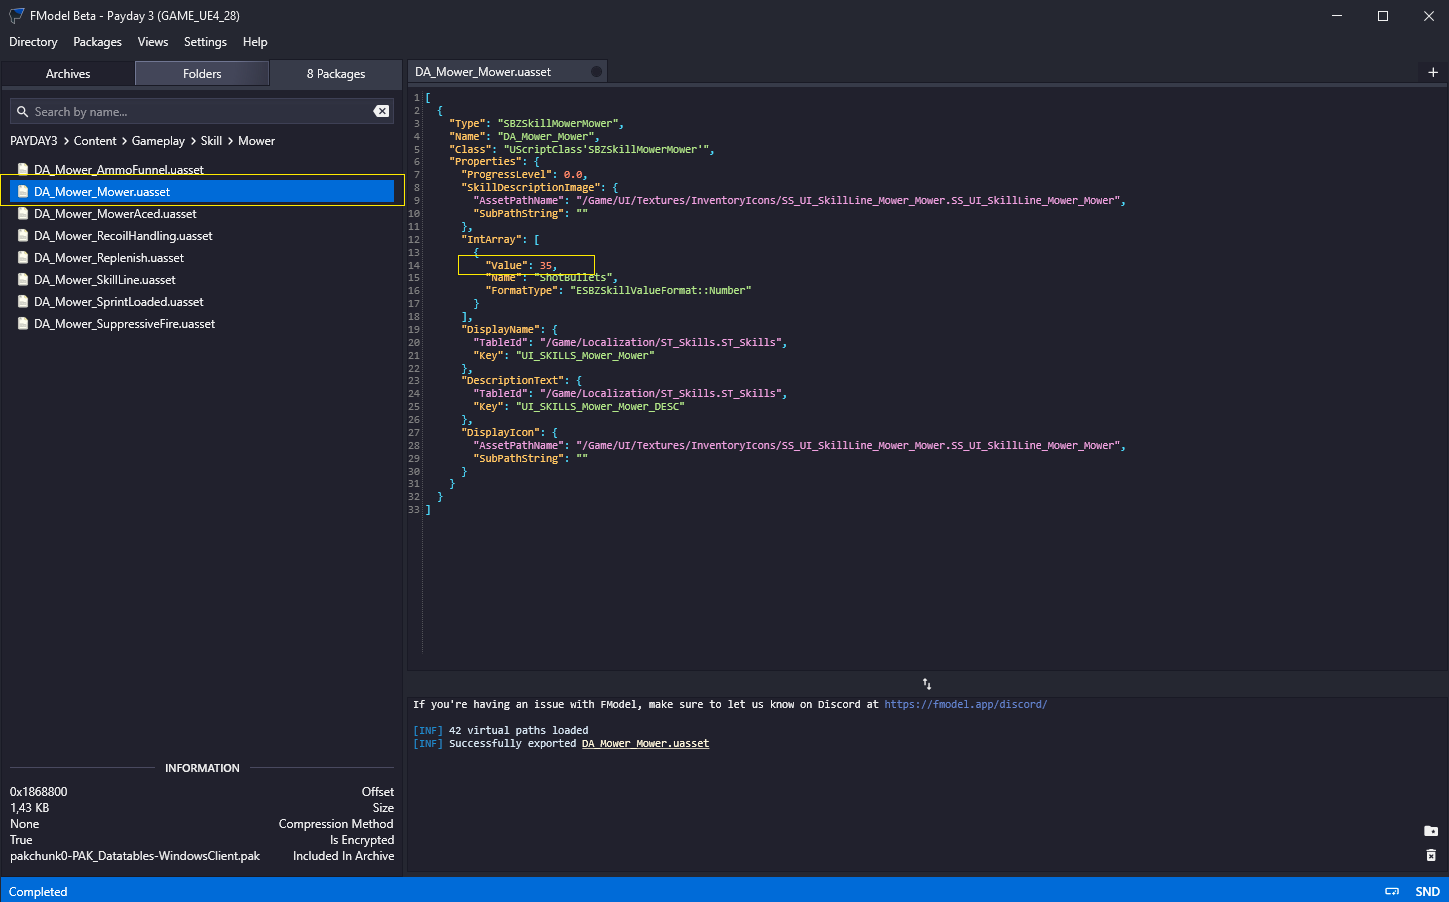 FModel Beta - Payday 3 (GAME_UE4_28)
Directory Packages Views Settings Help
Archives Folders 8 Packages
Search by name...
PAYDAY3 > Content > Gameplay > Skill > Mower
DA_Mower_AmmoFunnel.uasset
DA_Mower_Mower.uasset
DA_Mower_MowerAced.uasset
DA_Mower_RecoilHandling.uasset
DA_Mower_Replenish.uasset
DA_Mower_SkillLine.uasset
DA_Mower_SprintLoaded.uasset
DA_Mower_SuppressiveFire.uasset
INFORMATION
0x1868800 Offset
1,43 KB Size
None Compression Method
True Is Encrypted
pakchunk0-PAK_Datatables-WindowsClient.pak Included In Archive
DA_Mower_Mower.uasset
1 [
2 {
3 "Type": "SBZSkillMowerMower",
4 "Name": "DA_Mower_Mower",
5 "Class": "UScriptClass'SBZSkillMowerMower'",
6 "Properties": {
7 "ProgressLevel": 0.0,
8 "SkillDescriptionImage": {
9 "AssetPathName": "/Game/UI/Textures/InventoryIcons/SS_UI_SkillLine_Mower_Mower.SS_UI_SkillLine_Mower_Mower",
10 "SubPathString": ""
11 },
12 "IntArray": [
13 {
14 "Value": 35,
15 "Name": "ShotBullets",
16 "FormatType": "ESBZSkillValueFormat::Number"
17 }
18 ],
19 "DisplayName": {
20 "TableId": "/Game/Localization/ST_Skills.ST_Skills",
21 "Key": "UI_SKILLS_Mower_Mower"
22 },
23 "DescriptionText": {
24 "TableId": "/Game/Localization/ST_Skills.ST_Skills",
25 "Key": "UI_SKILLS_Mower_Mower_DESC"
26 },
27 "DisplayIcon": {
28 "AssetPathName": "/Game/UI/Textures/InventoryIcons/SS_UI_SkillLine_Mower_Mower.SS_UI_SkillLine_Mower_Mower",
29 "SubPathString": ""
30 }
31 }
32 }
33 ]
If you're having an issue with FModel, make sure to let us know on Discord at https://fmodel.app/discord/
[INF] 42 virtual paths loaded
[INF] Successfully exported DA_Mower_Mower.uasset
Completed SND